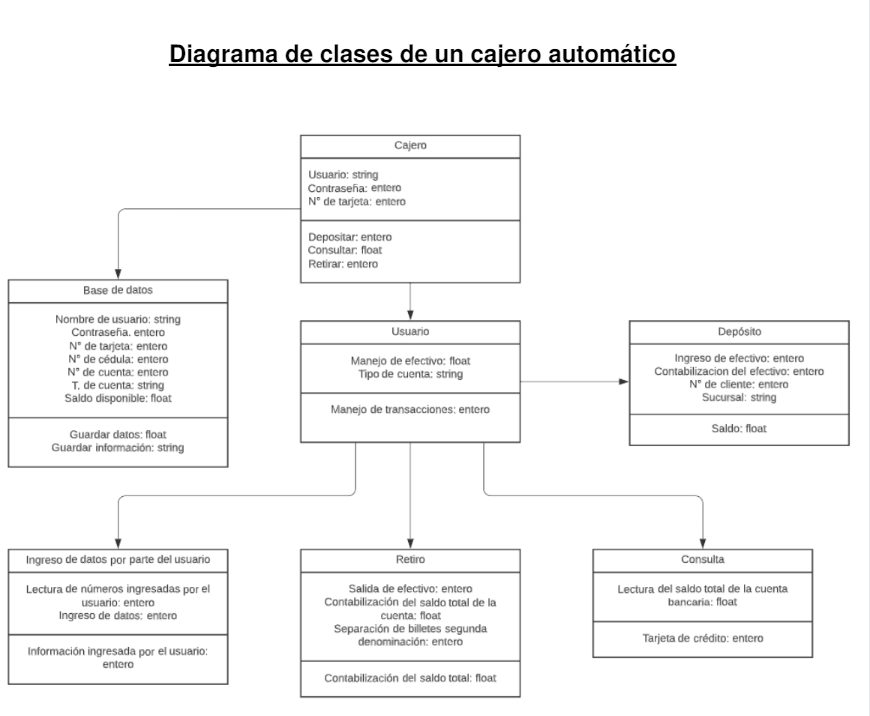 Diagrama de clases de un cajero automático
Cajero
Usuario: string
Contraseña: entero
N° de tarjeta: entero
Depositar: entero
Consultar: float
Retirar: entero
Base de datos
Nombre de usuario: string
Contraseña. entero
N° de tarjeta: entero
N° de cédula: entero
N° de cuenta: entero
T. de cuenta: string
Saldo disponible: float
Guardar datos: float
Guardar información: string
Usuario
Manejo de efectivo: float
Tipo de cuenta: string
Manejo de transacciones: entero
Depósito
Ingreso de efectivo: entero
Contabilizacion del efectivo: entero
N° de cliente: entero
Sucursal: string
Saldo: float
Ingreso de datos por parte del usuario
Lectura de números ingresadas por el
usuario: entero
Ingreso de datos: entero
Información ingresada por el usuario:
entero
Retiro
Salida de efectivo: entero
Contabilización del saldo total de la
cuenta: float
Separación de billetes segunda
denominación: entero
Contabilización del saldo total: float
Consulta
Lectura del saldo total de la cuenta
bancaria: float
Tarjeta de crédito: entero